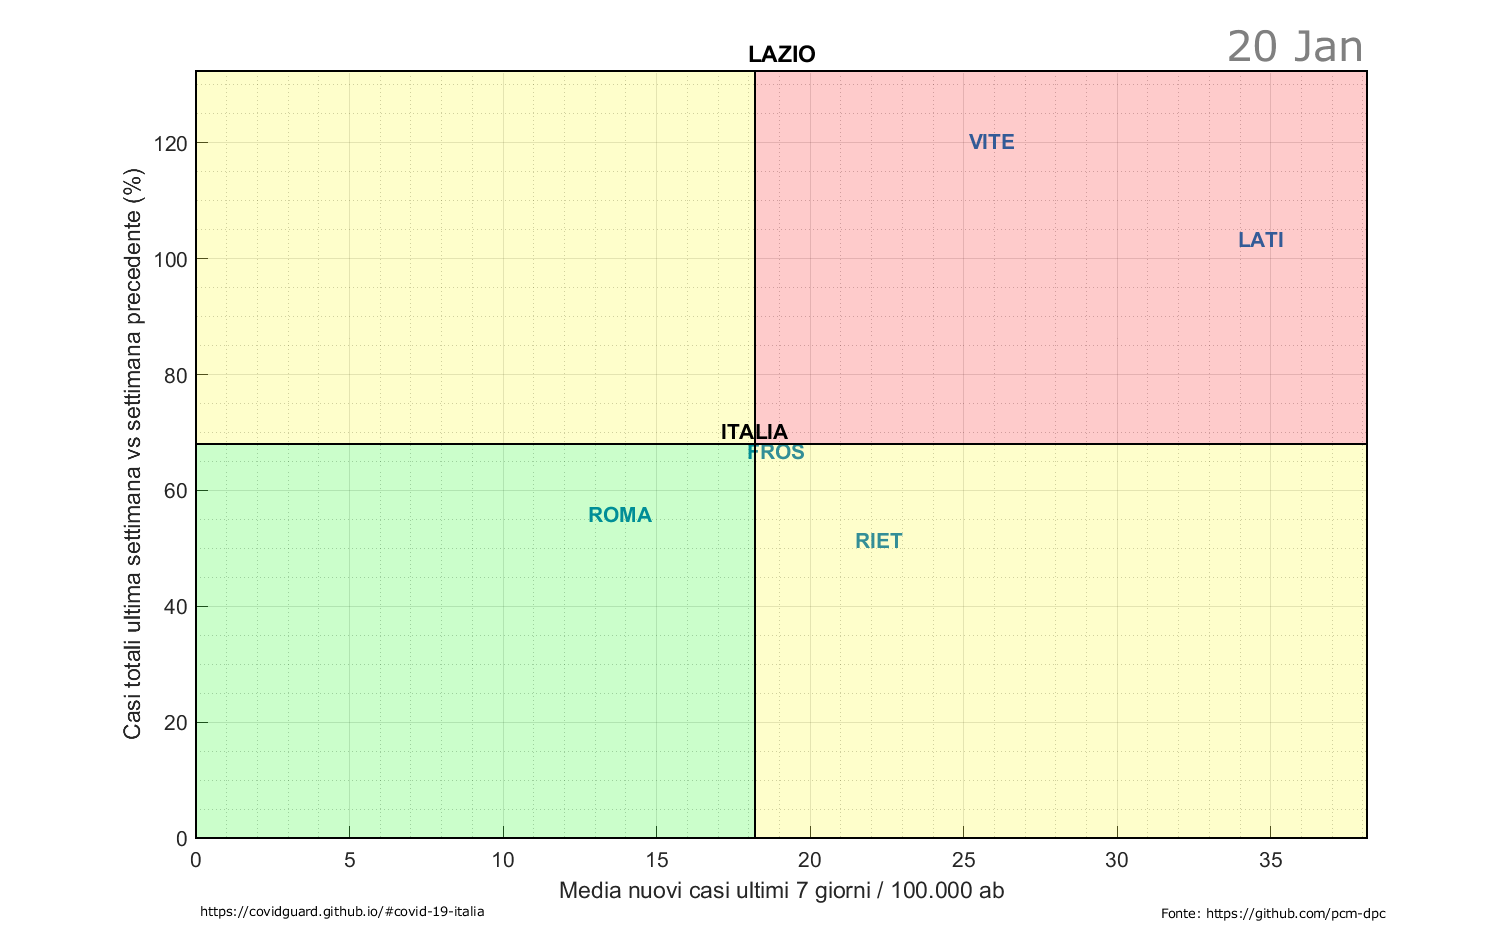 20 Jan
LAZIO
Casi totali ultima settimana vs settimana precedente (%)
120
100
80
60
40
20
0
VITE
LATI
ITALIA
FROS
ROMA
RIET
0 5 10 15 20 25 30 35
Media nuovi casi ultimi 7 giorni / 100.000 ab
https://covidguard.github.io/#covid-19-italia
Fonte: https://github.com/pcm-dpc